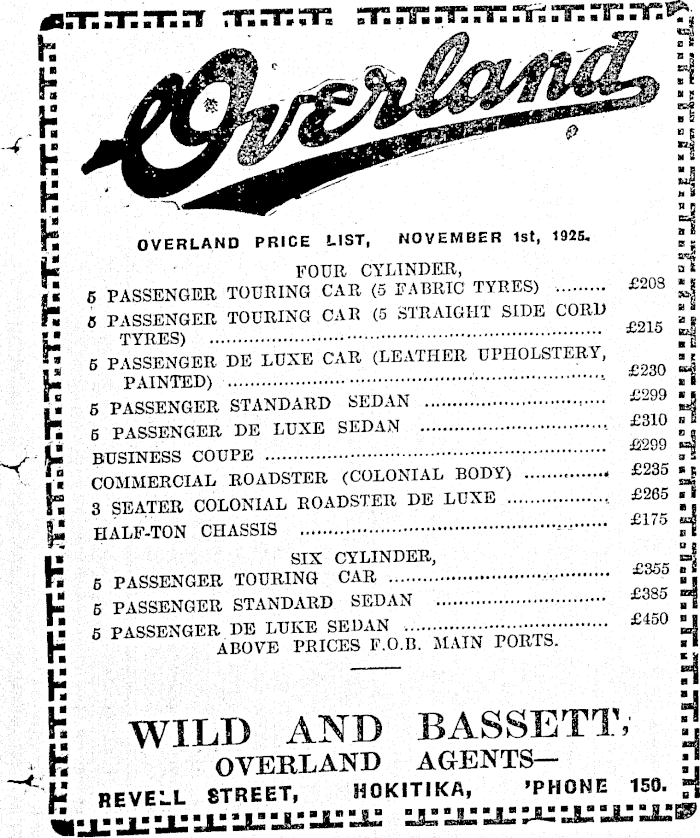 Overland
OVERLAND PRICE LIST, NOVEMBER 1st, 1925.
FOUR CYLINDER,
5 PASSENGER TOURING CAR (5 FABRIC TYRES) ........ £208
5 PASSENGER TOURING CAR (5 STRAIGHT SIDE CORD
TYRES) ........ £215
5 PASSENGER DE LUXE CAR (LEATHER UPHOLSTERY,
PAINTED) ........ £230
5 PASSENGER STANDARD SEDAN ........ £299
5 PASSENGER DE LUXE SEDAN ........ £310
BUSINESS COUPE ........ £299
COMMERCIAL ROADSTER (COLONIAL BODY) ........ £235
3 SEATER COLONIAL ROADSTER DE LUXE ........ £265
HALF-TON CHASSIS ........ £175
SIX CYLINDER,
5 PASSENGER TOURING CAR ........ £355
5 PASSENGER STANDARD SEDAN ........ £385
5 PASSENGER DE LUKE SEDAN ........ £450
ABOVE PRICES F.O.B. MAIN PORTS.
WILD AND BASSETT,
OVERLAND AGENTS—
REVELL STREET, HOKITIKA, 'PHONE 150.